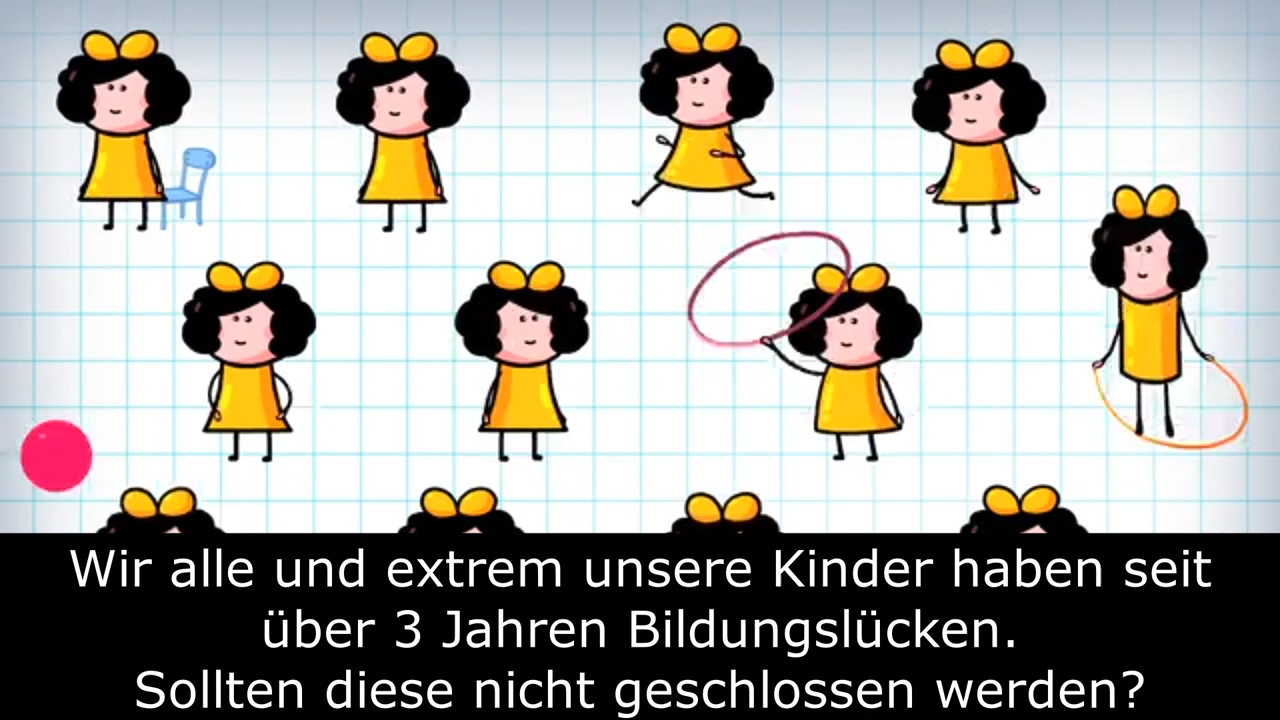 Wir alle und extrem unsere Kinder haben seit
über 3 Jahren Bildungslücken.
Sollten diese nicht geschlossen werden?